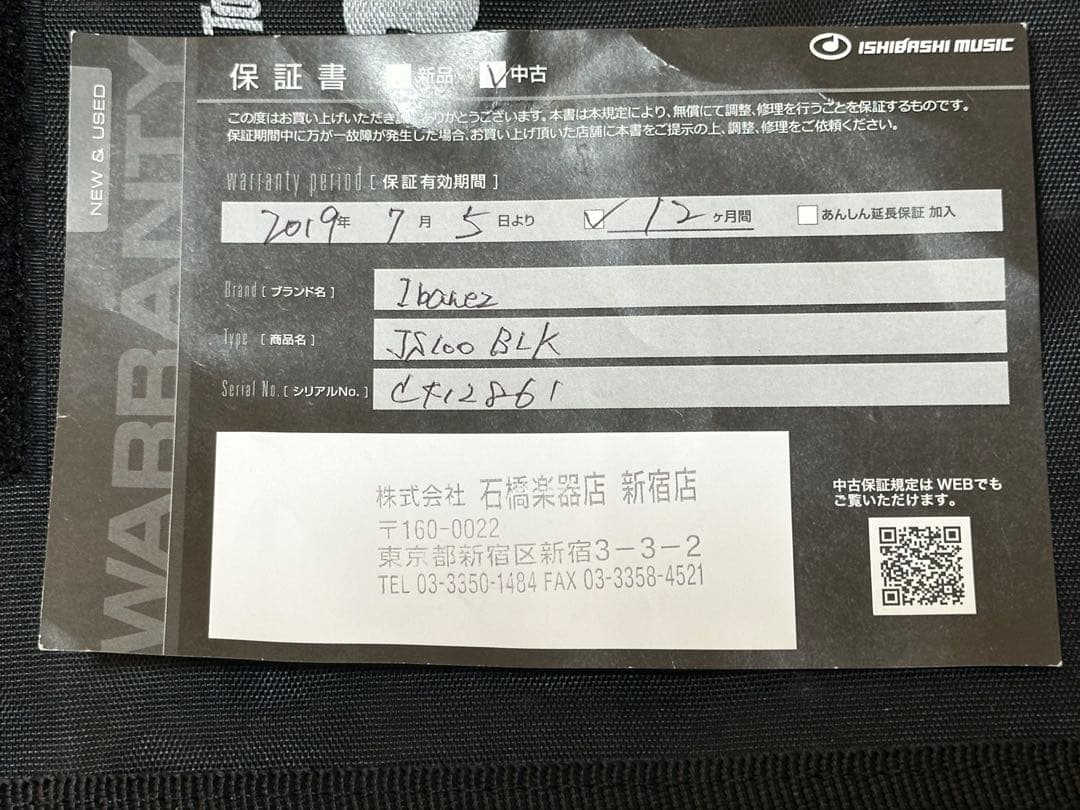 To
ISHIBASHI MUSIC
NEW & USED
WARRANTY
保証書 新品 中古
この度はお買い上げいただき誠にありがとうございます。本書は本規定により、無償にて調整、修理を行うことを保証するものです。
保証期間中に万が一故障が発生した場合、お買い上げ頂いた店舗に本書をご提示の上、調整、修理をご依頼ください。
warranty period [ 保証有効期間 ]
2019年 7月 5日より 12ヶ月間 あんしん延長保証 加入
Brand [ ブランド名 ] Ibanez
Type [ 商品名 ] JS100 BLK
Serial No. [ シリアルNo. ] C412861
株式会社 石橋楽器店 新宿店
〒160-0022
東京都新宿区新宿3-3-2
TEL 03-3350-1484 FAX 03-3358-4521
中古保証規定は WEBでも
ご覧いただけます。